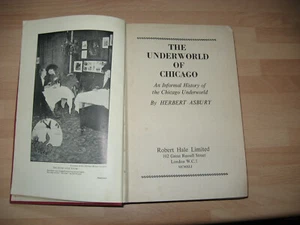 THE
UNDERWORLD
OF
CHICAGO
An Informal History of
the Chicago Underworld
By HERBERT ASBURY
Robert Hale Limited
Great Russell Street
London, W.C.1